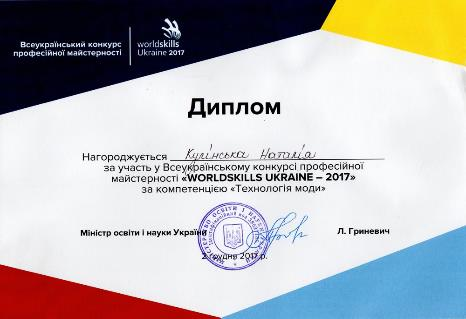 Всеукраїнський конкурс
професійної майстерності
worldskills
Ukraine 2017
Диплом
Нагороджується Кулінська Наталія
за участь у Всеукраїнському конкурсі професійної
майстерності «WORLDSKILLS UKRAINE – 2017»
за компетенцією «Технологія моди»
Міністр освіти і науки України
Л. Гриневич
2 грудня 2017 р.